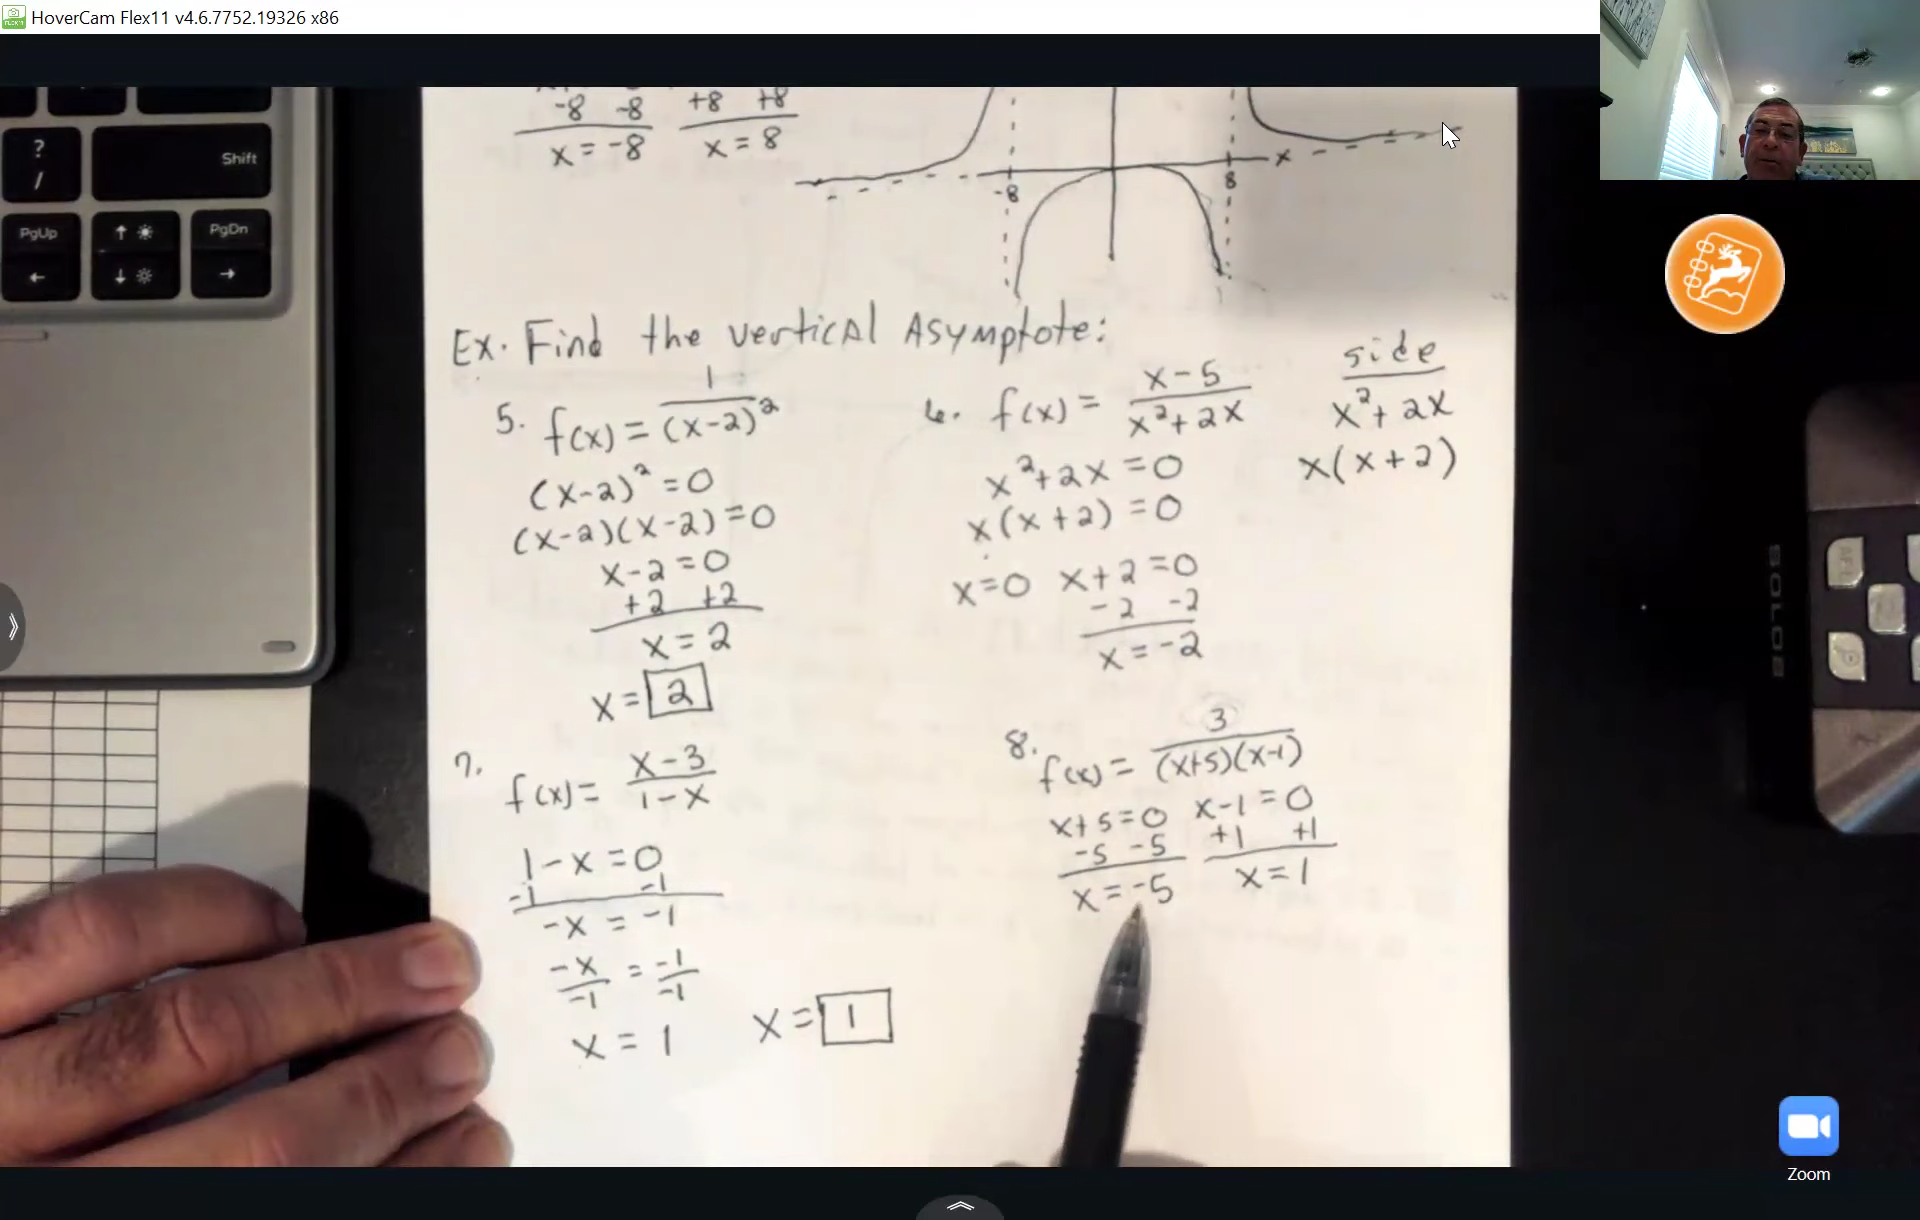 HoverCam Flex11 v4.6.7752.19326 x86
?
/
Shift
PgUp
PgDn
-8 -8 +8 +8
x = -8 x = 8
-8
8
x
Ex. Find the vertical Asymptote:
5. f(x) = 1/(x-2)²
(x-2)² = 0
(x-2)(x-2) = 0
x-2 = 0
+2 +2
x = 2
x = 2
6. f(x) = (x-5)/(x²+2x)
x²+2x = 0
x(x+2) = 0
x=0 x+2 = 0
-2 -2
x = -2
side
x²+2x
x(x+2)
7. f(x) = (x-3)/(1-x)
1-x = 0
-1 -1
-x = -1
-x/-1 = -1/-1
x = 1 x = 1
8. f(x) = 3/((x+5)(x-1))
x+5=0 x-1=0
-5 -5 +1 +1
x = -5 x = 1
Zoom